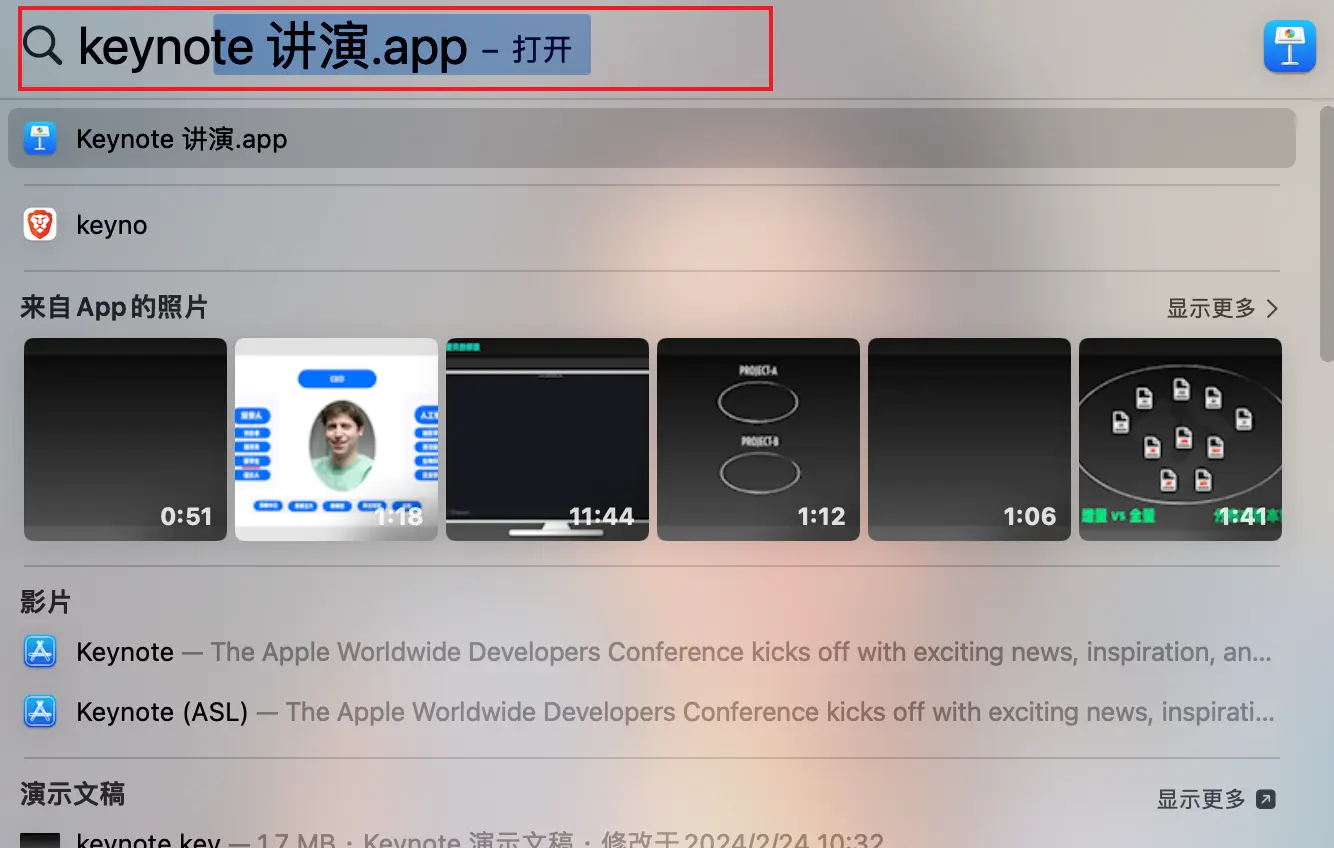 keynote 讲演.app – 打开
Keynote 讲演.app
keyno
来自 App 的照片
显示更多
CEO
PROJECT-A
PROJECT-B
增量 vs 全量
0:51
1:18
11:44
1:12
1:06
1:41
影片
Keynote — The Apple Worldwide Developers Conference kicks off with exciting news, inspiration, an...
Keynote (ASL) — The Apple Worldwide Developers Conference kicks off with exciting news, inspirati...
演示文稿
显示更多
keynote.key — 1.7 MB · Keynote 演示文稿 · 修改于 2024/2/24 10:32